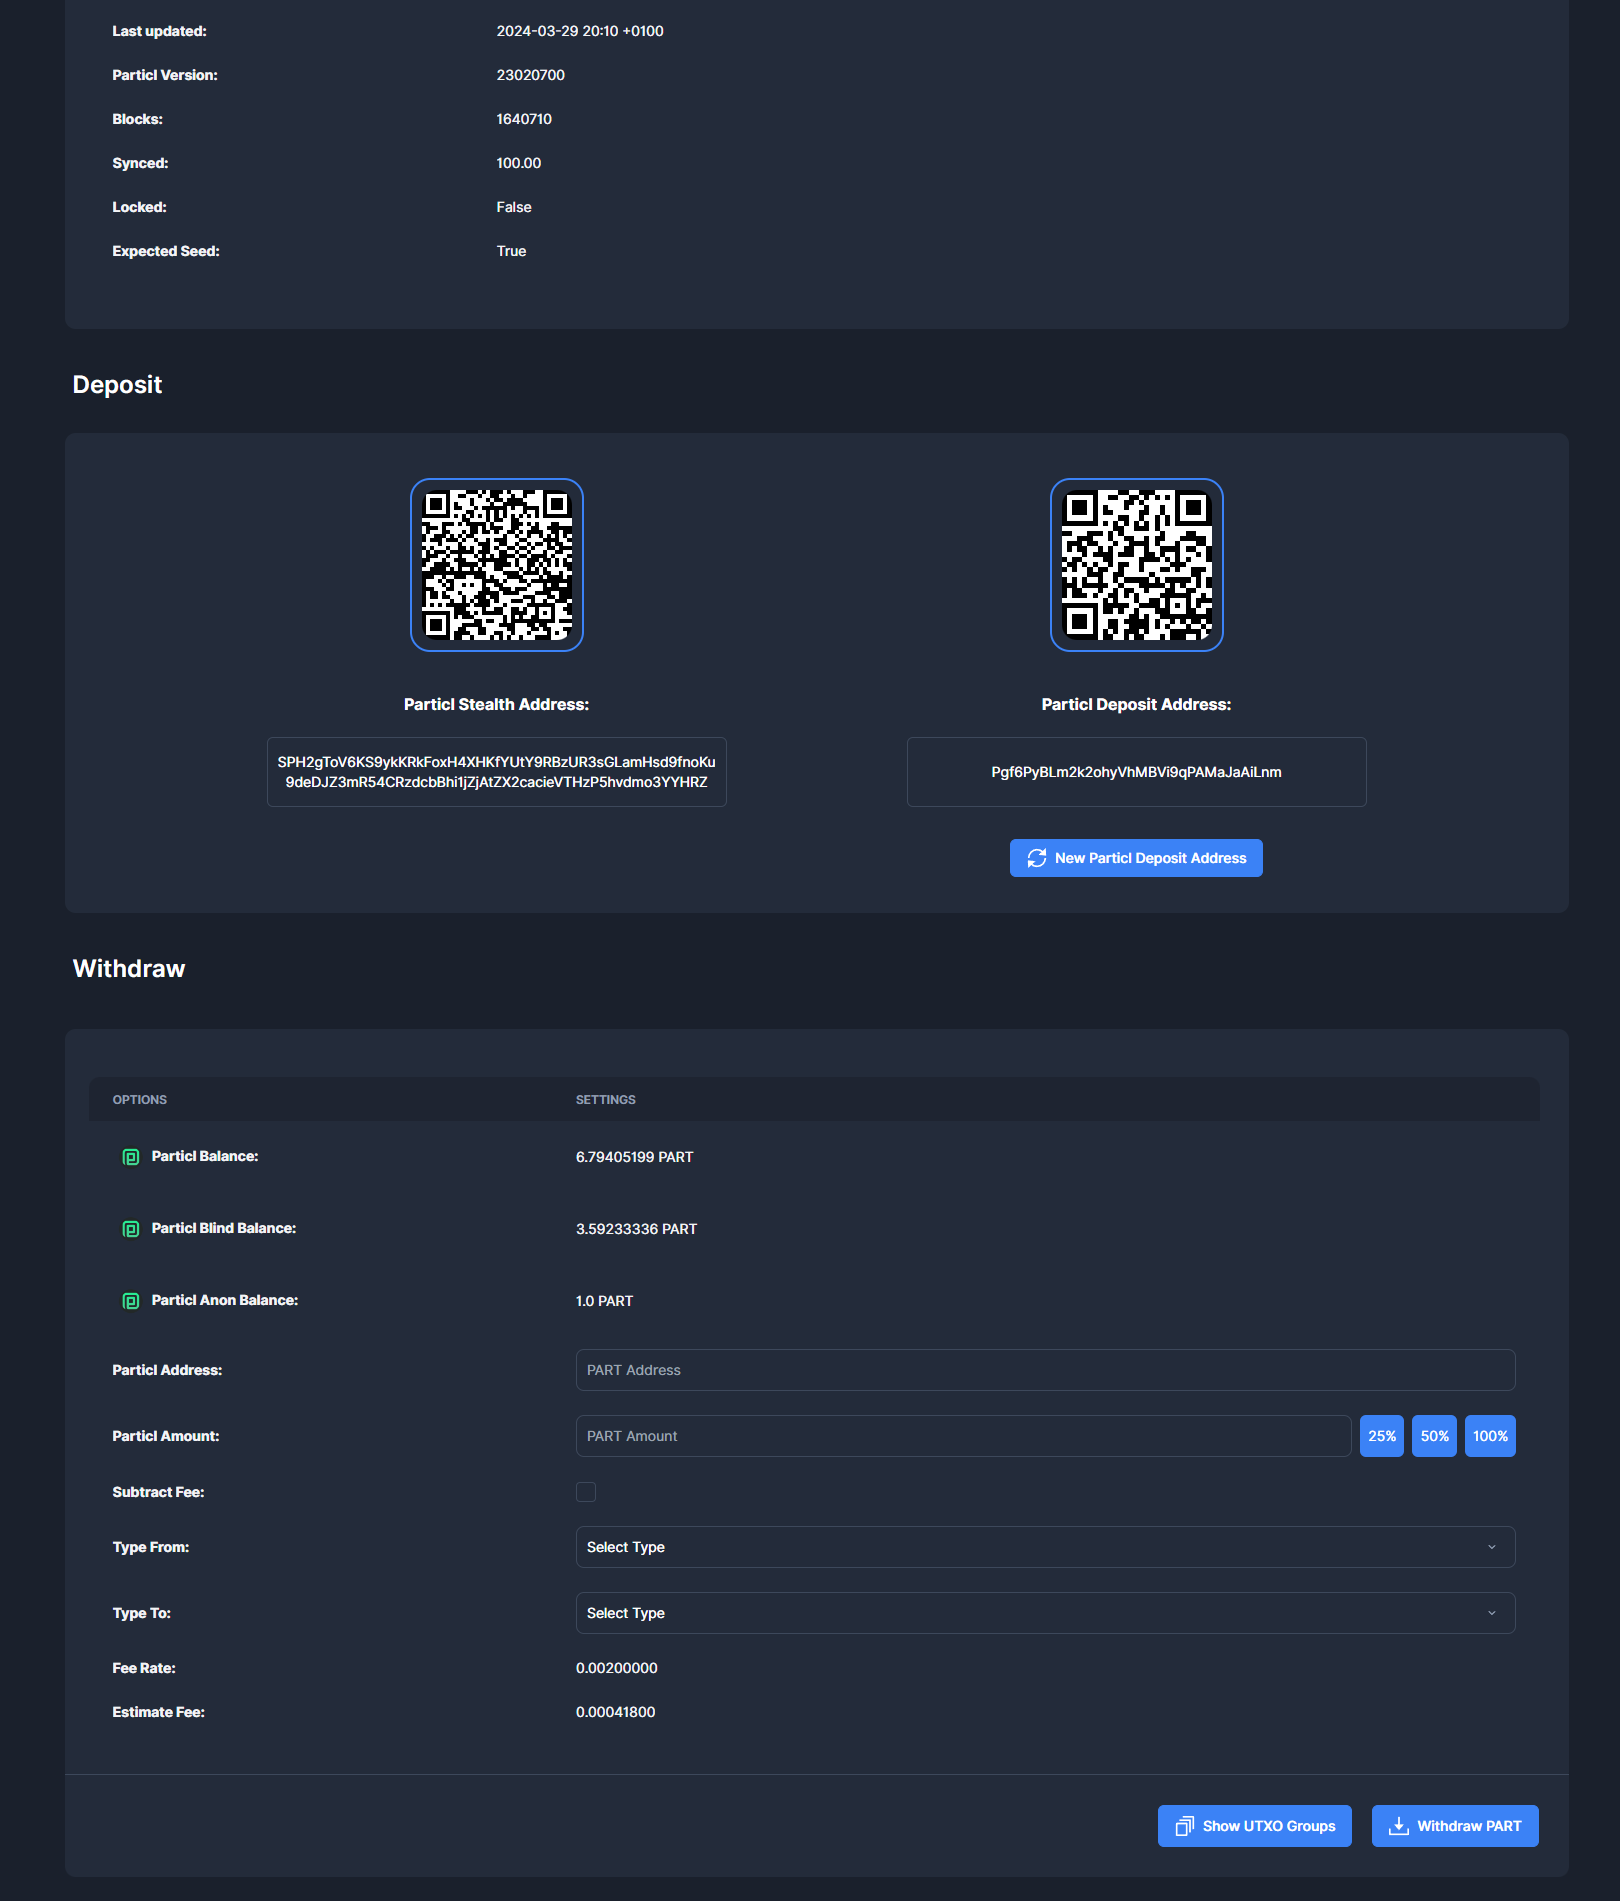 Last updated: 2024-03-29 20:10 +0100
Particl Version: 23020700
Blocks: 1640710
Synced: 100.00
Locked: False
Expected Seed: True
Deposit
Particl Stealth Address:
SPH2gToV6KS9ykKRkFoxH4XHKfYUtY9RBzUR3sGLamHsd9fnoKu
9deDJZ3mR54CRzdcbBhi1jZjAtZX2cacieVTHzP5hvdmo3YYHRZ
Particl Deposit Address:
Pgf6PyBLm2k2ohyVhMBVi9qPAMaJaAiLnm
New Particl Deposit Address
Withdraw
OPTIONS SETTINGS
Particl Balance: 6.79405199 PART
Particl Blind Balance: 3.59233336 PART
Particl Anon Balance: 1.0 PART
Particl Address: PART Address
Particl Amount: PART Amount 25% 50% 100%
Subtract Fee:
Type From: Select Type
Type To: Select Type
Fee Rate: 0.00200000
Estimate Fee: 0.00041800
Show UTXO Groups Withdraw PART